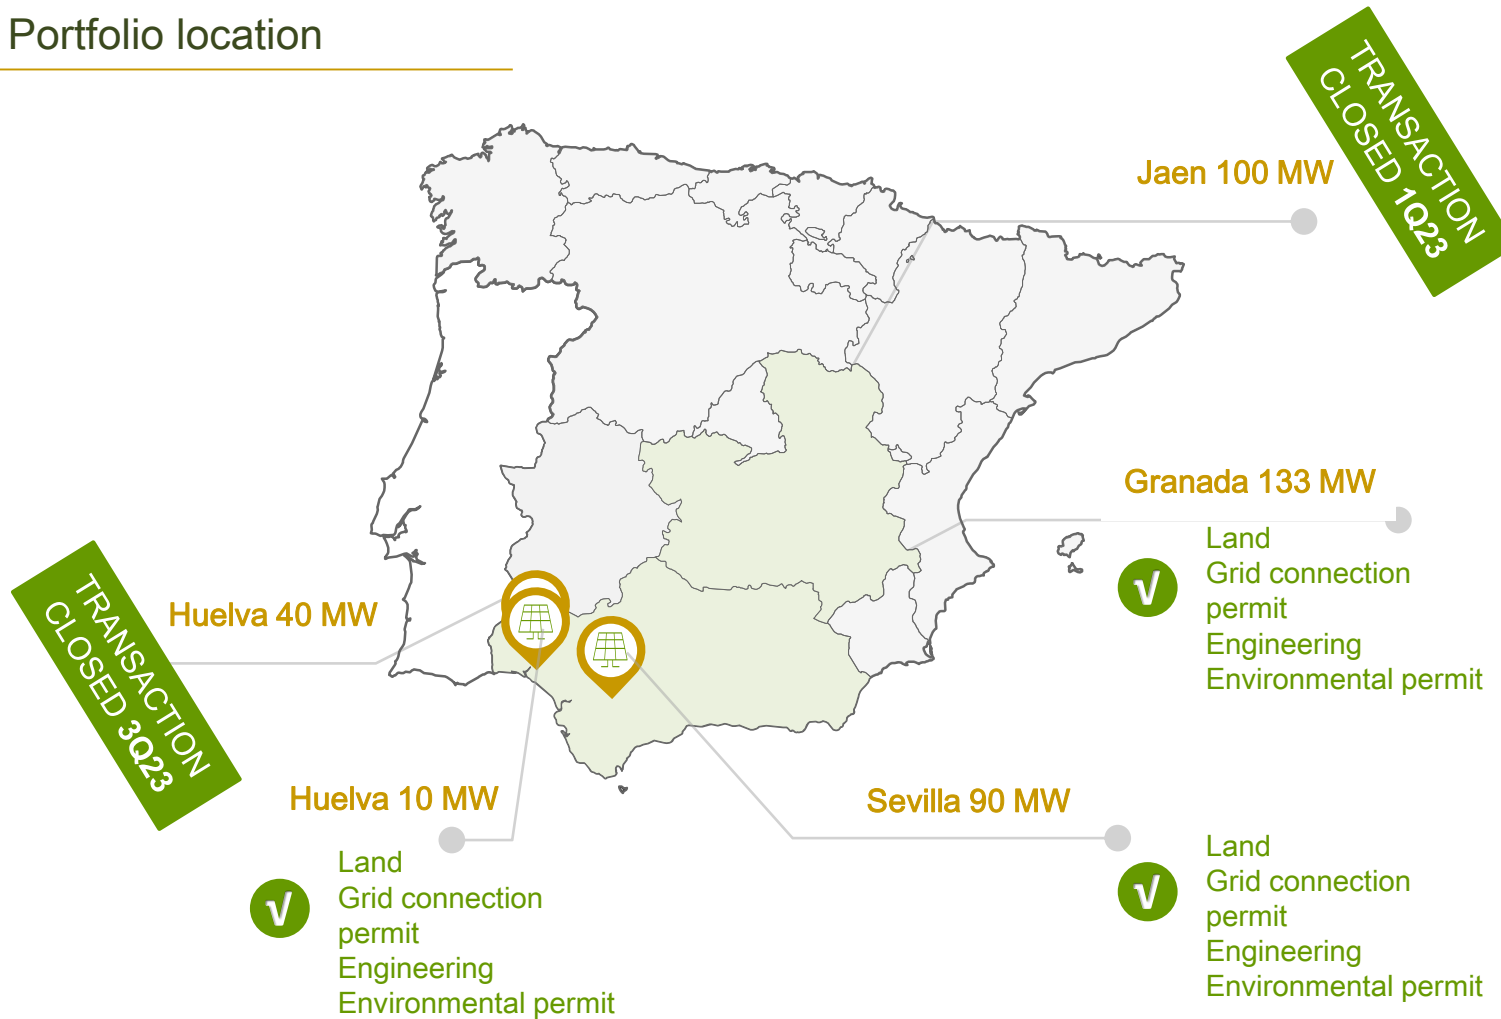 Portfolio location
TRANSACTION
CLOSED 1Q23
Jaen 100 MW
Granada 133 MW
√
Land
Grid connection
permit
Engineering
Environmental permit
TRANSACTION
CLOSED 3Q23
Huelva 40 MW
Huelva 10 MW
√
Land
Grid connection
permit
Engineering
Environmental permit
Sevilla 90 MW
√
Land
Grid connection
permit
Engineering
Environmental permit